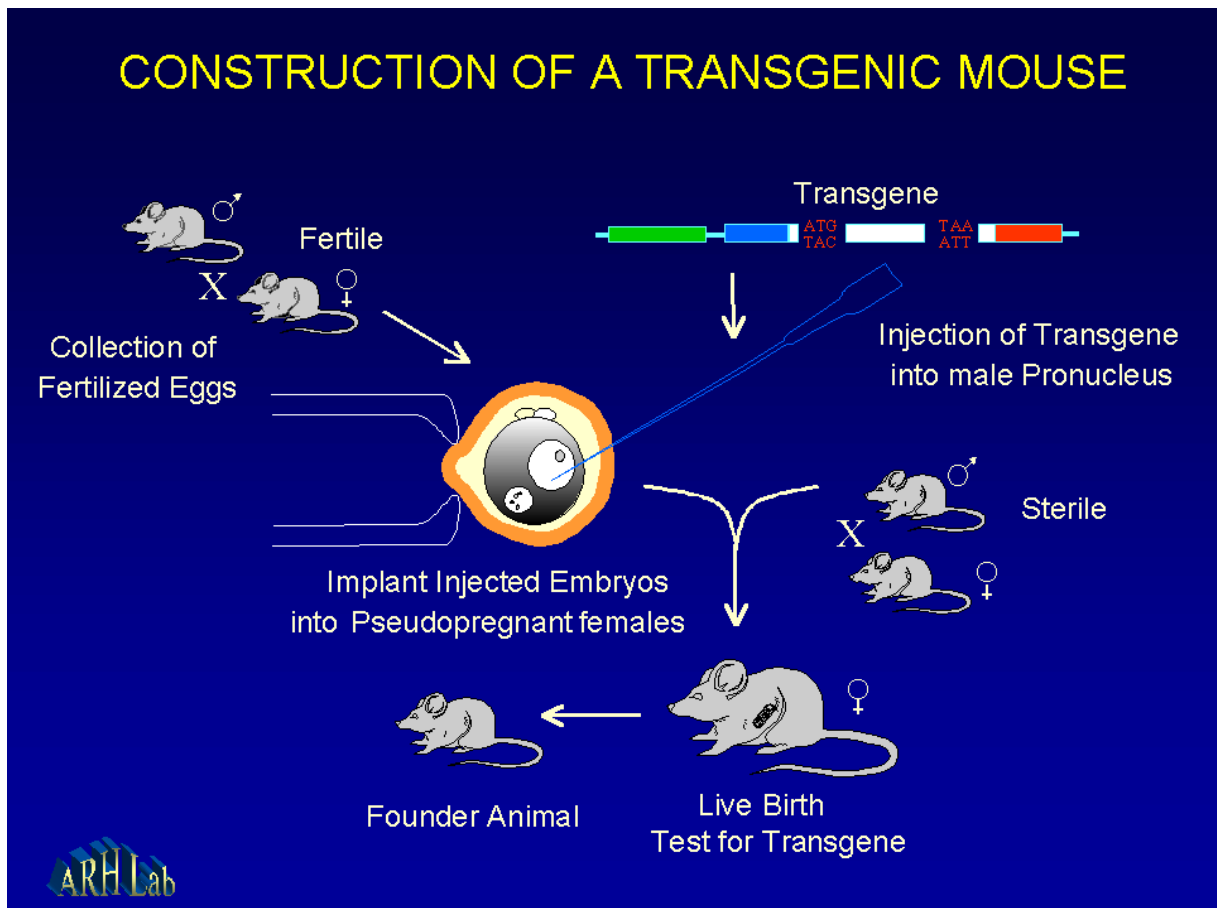 CONSTRUCTION OF A TRANSGENIC MOUSE
Transgene
ATG
TAC
TAA
ATT
♂
Fertile
X
♀
Collection of
Fertilized Eggs
Injection of Transgene
into male Pronucleus
♂
Sterile
X
♀
Implant Injected Embryos
into Pseudopregnant females
♀
Founder Animal
Live Birth
Test for Transgene
ARH Lab